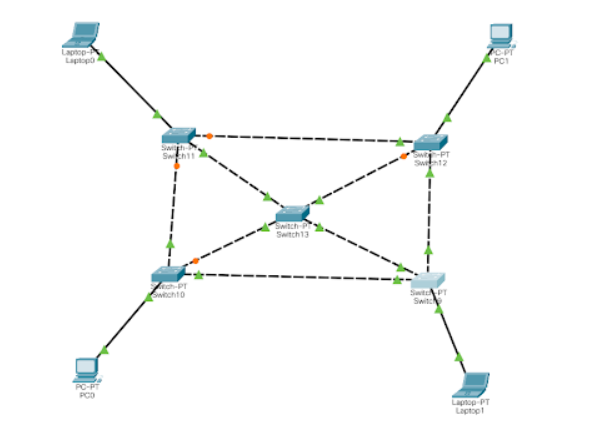 Laptop-PT
Laptop0
PC-PT
PC1
Switch-PT
Switch11
Switch-PT
Switch12
Switch-PT
Switch13
Switch-PT
Switch10
Switch-PT
Switch9
PC-PT
PC0
Laptop-PT
Laptop1